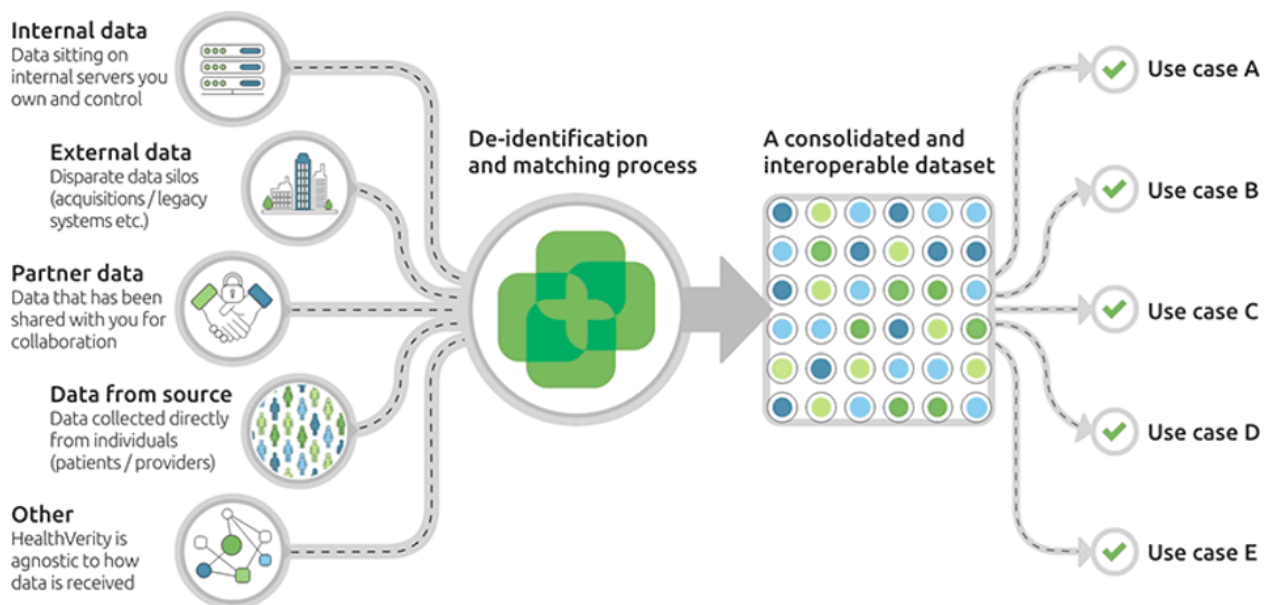 Internal data
Data sitting on
internal servers you
own and control
External data
Disparate data silos
(acquisitions / legacy
systems etc.)
Partner data
Data that has been
shared with you for
collaboration
Data from source
Data collected directly
from individuals
(patients / providers)
Other
HealthVerity is
agnostic to how
data is received
De-identification
and matching process
A consolidated and
interoperable dataset
Use case A
Use case B
Use case C
Use case D
Use case E